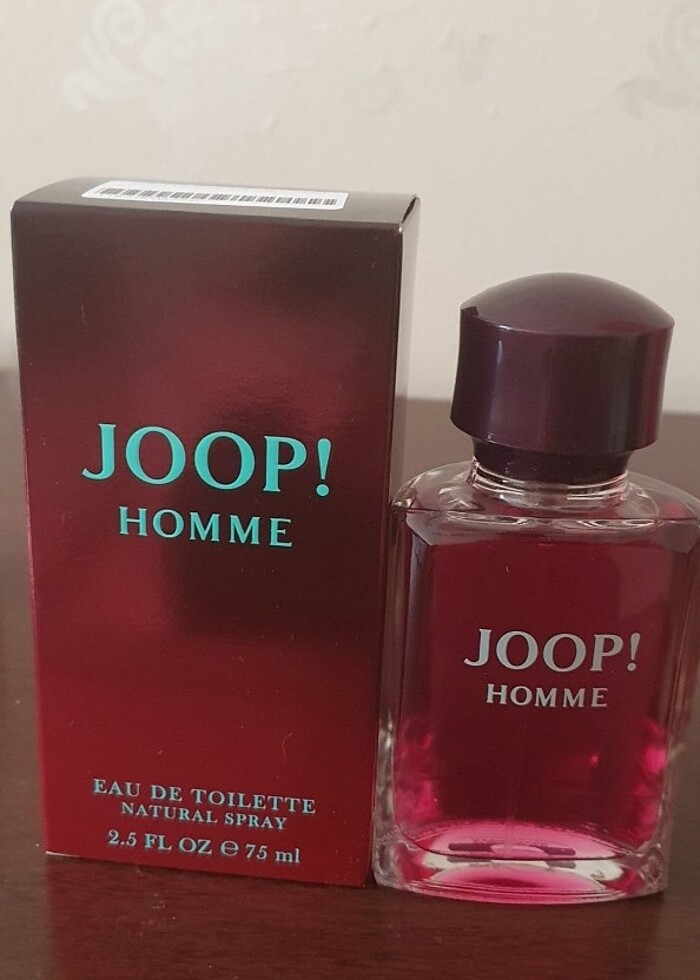 JOOP!
HOMME
EAU DE TOILETTE
NATURAL SPRAY
2.5 FL OZ ℮ 75 ml
JOOP!
HOMME